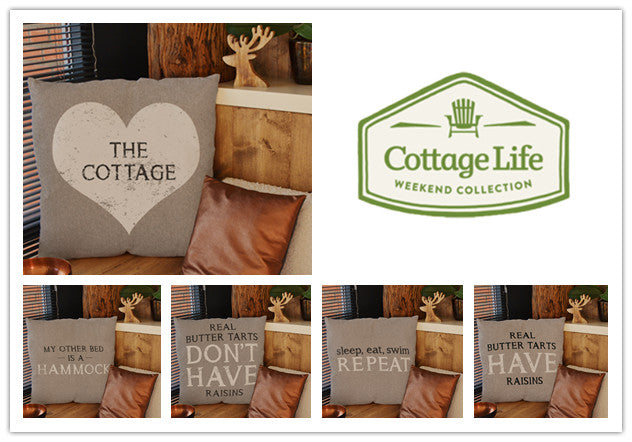 THE
COTTAGE
Cottage Life
WEEKEND COLLECTION
MY OTHER BED
IS A
HAMMOCK
REAL
BUTTER TARTS
DON'T
HAVE
RAISINS
sleep, eat, swim
REPEAT
REAL
BUTTER TARTS
HAVE
RAISINS